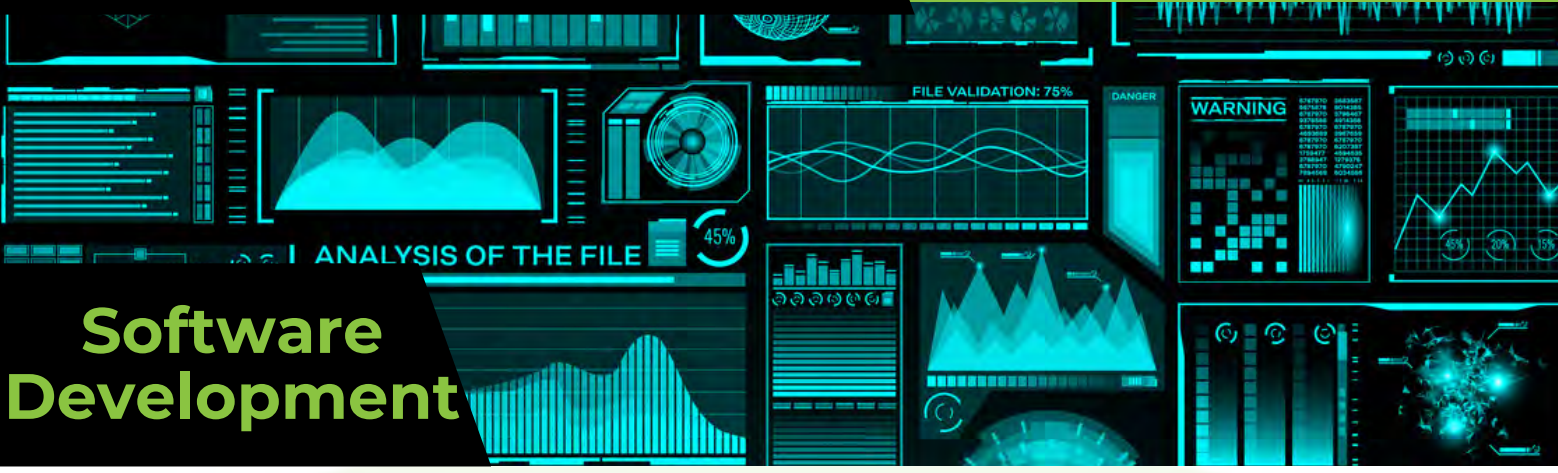 FILE VALIDATION: 75%
DANGER
WARNING
45%
ANALYSIS OF THE FILE
45%
20%
15%
Software
Development